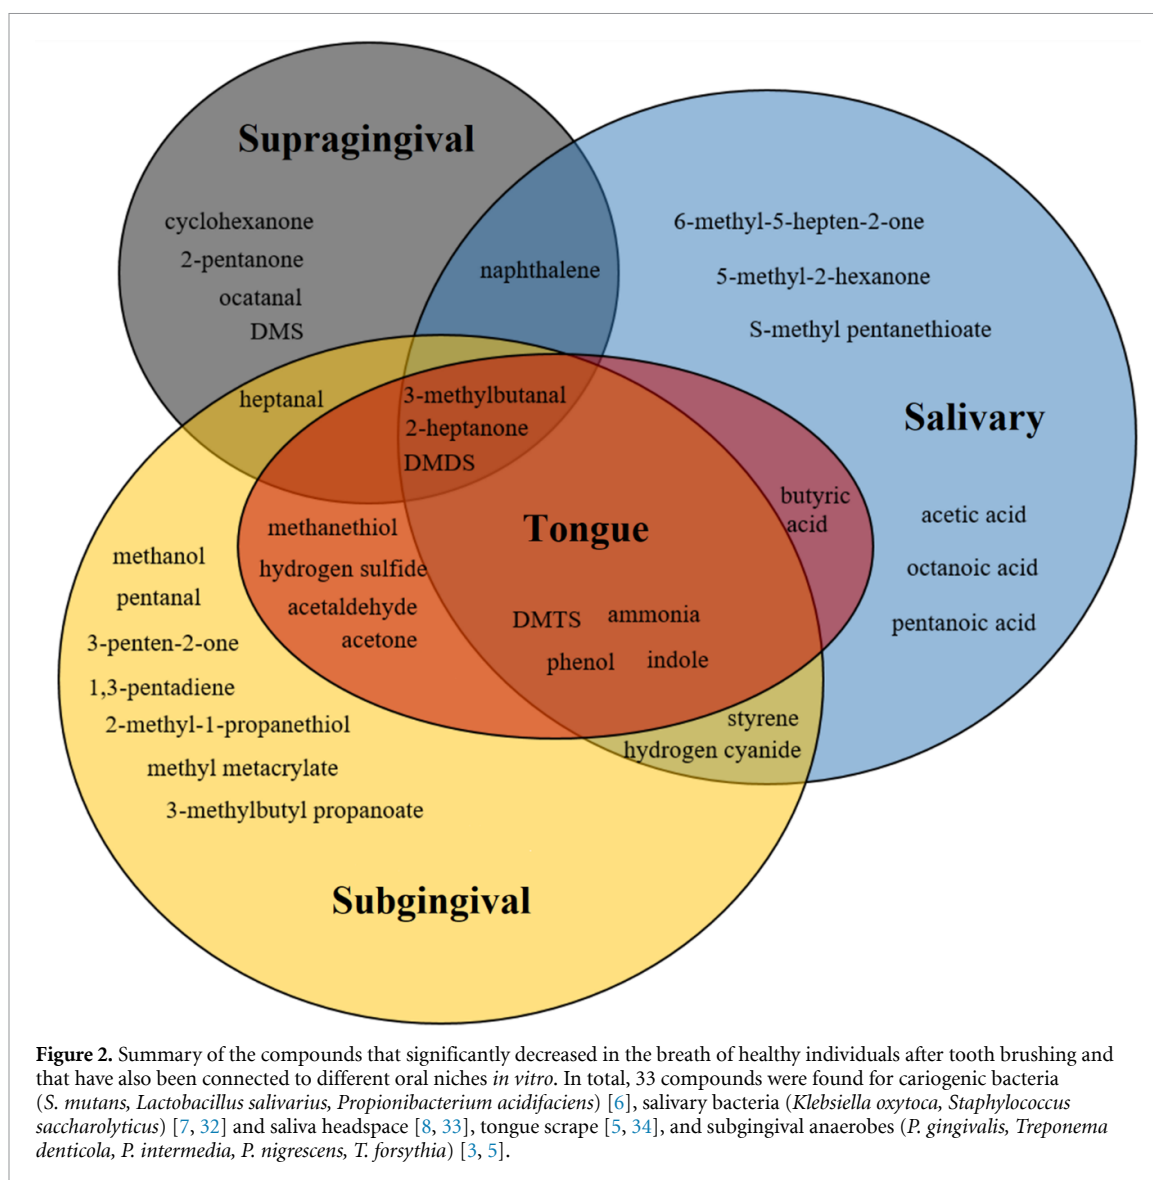 Supragingival
cyclohexanone
2-pentanone
ocatanal
DMS
naphthalene
6-methyl-5-hepten-2-one
5-methyl-2-hexanone
S-methyl pentanethioate
heptanal
3-methylbutanal
2-heptanone
DMDS
Salivary
butyric
acid
acetic acid
octanoic acid
pentanoic acid
Tongue
methanethiol
hydrogen sulfide
acetaldehyde
acetone
DMTS ammonia
phenol indole
methanol
pentanal
3-penten-2-one
1,3-pentadiene
2-methyl-1-propanethiol
methyl metacrylate
3-methylbutyl propanoate
styrene
hydrogen cyanide
Subgingival
Figure 2. Summary of the compounds that significantly decreased in the breath of healthy individuals after tooth brushing and
that have also been connected to different oral niches in vitro. In total, 33 compounds were found for cariogenic bacteria
(S. mutans, Lactobacillus salivarius, Propionibacterium acidifaciens) [6], salivary bacteria (Klebsiella oxytoca, Staphylococcus
saccharolyticus) [7, 32] and saliva headspace [8, 33], tongue scrape [5, 34], and subgingival anaerobes (P. gingivalis, Treponema
denticola, P. intermedia, P. nigrescens, T. forsythia) [3, 5].